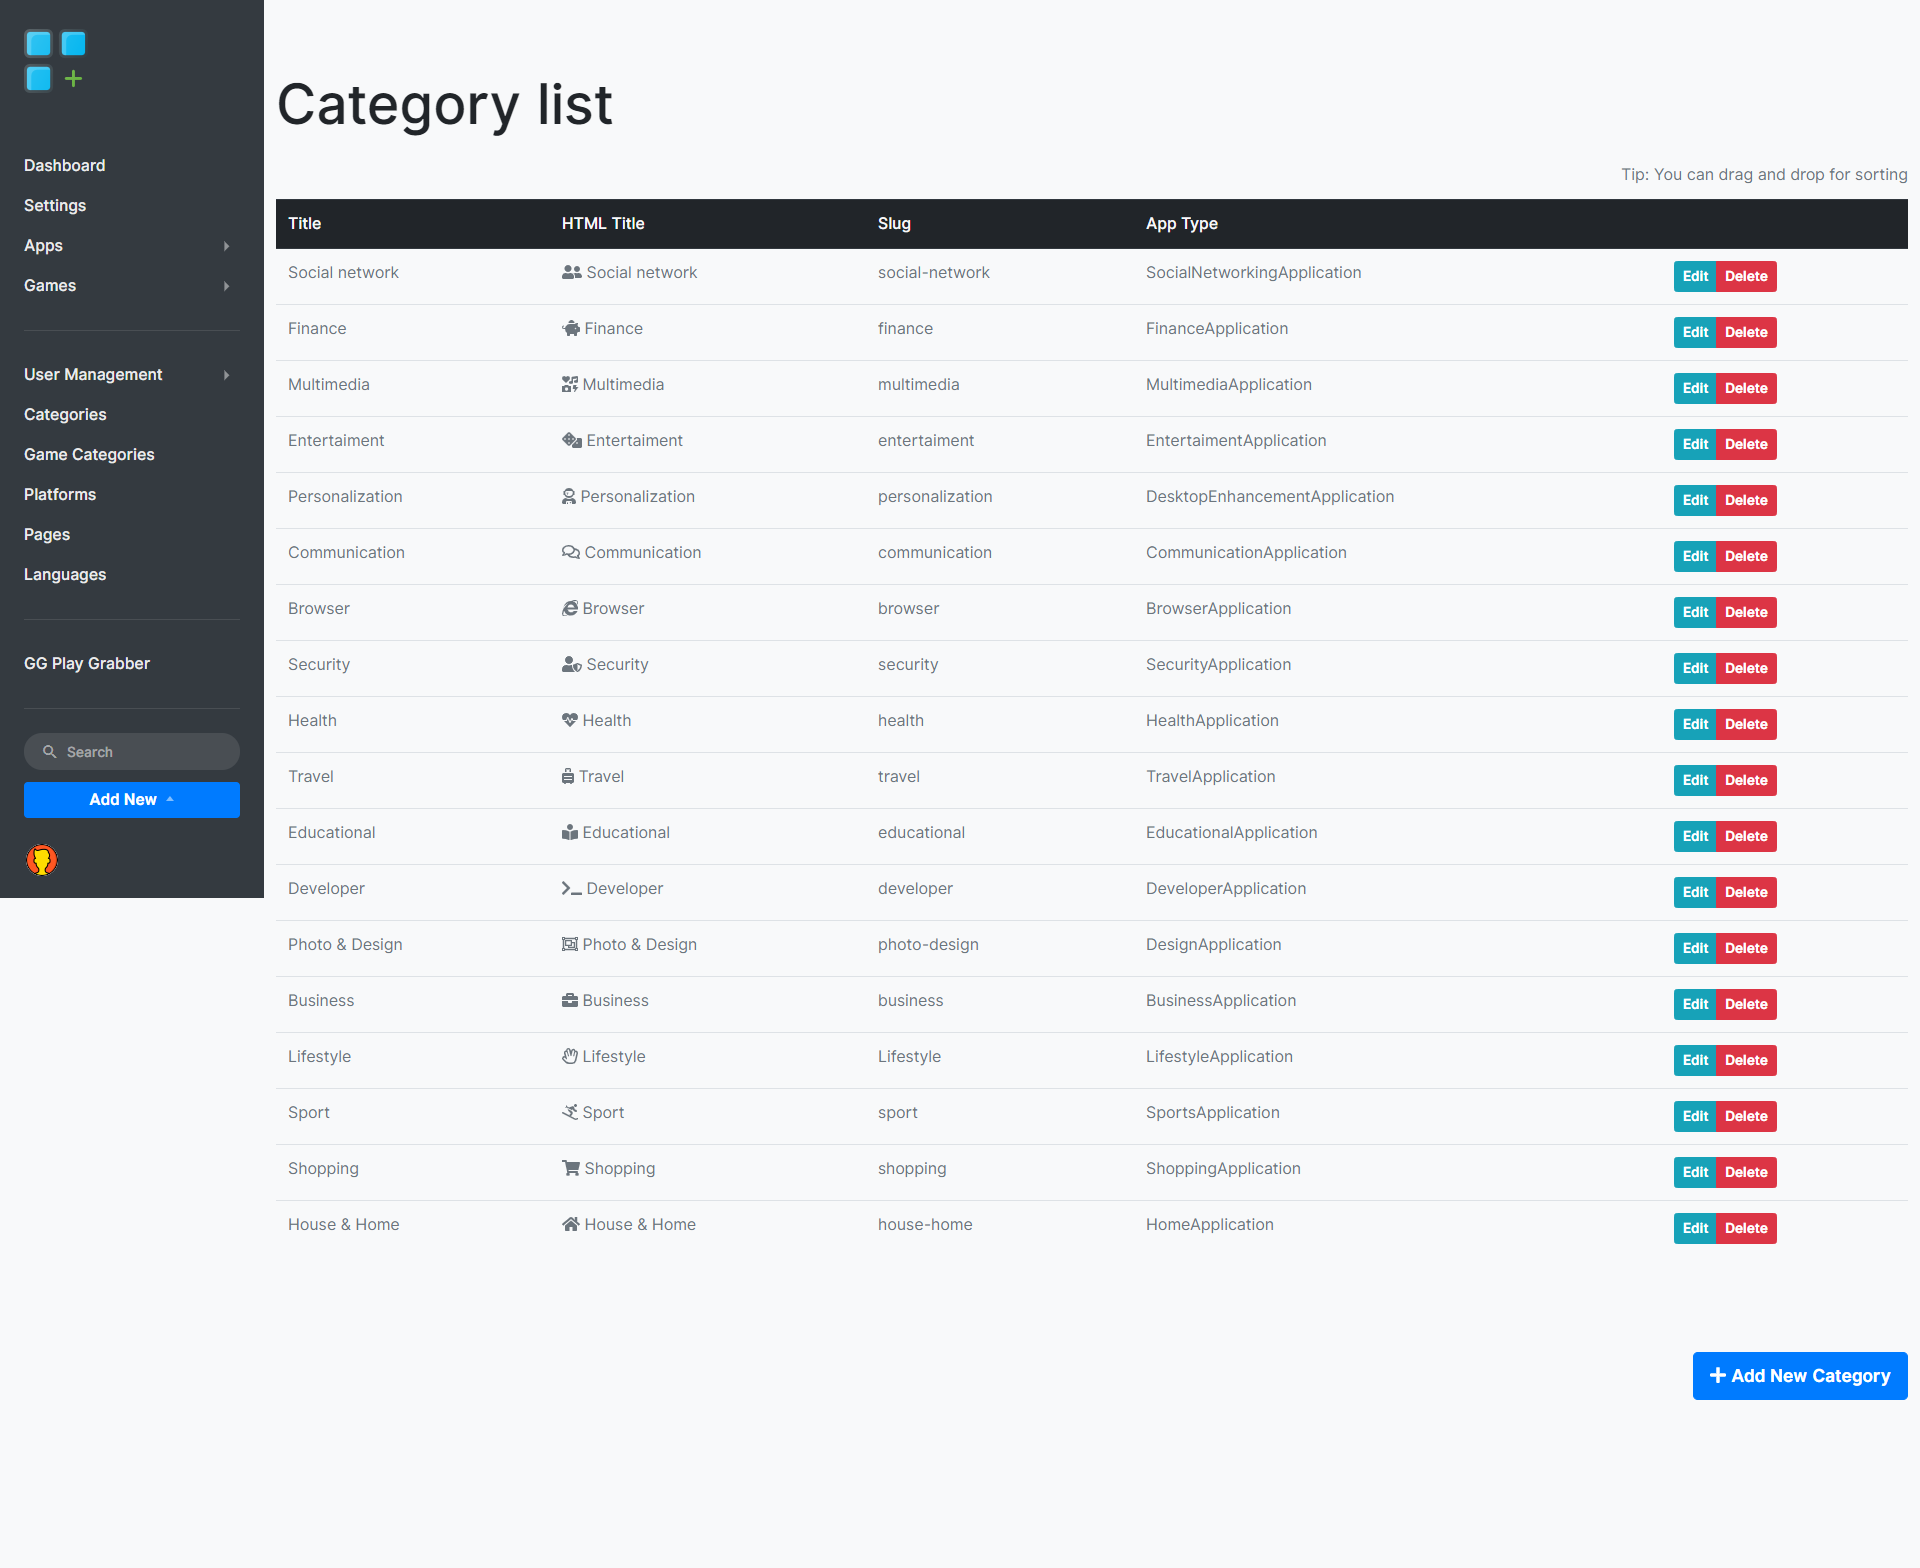 Dashboard
Settings
Apps
Games
User Management
Categories
Game Categories
Platforms
Pages
Languages
GG Play Grabber
Search
Add New
Category list
Tip: You can drag and drop for sorting
Title HTML Title Slug App Type
Social network Social network social-network SocialNetworkingApplication Edit Delete
Finance Finance finance FinanceApplication Edit Delete
Multimedia Multimedia multimedia MultimediaApplication Edit Delete
Entertaiment Entertaiment entertaiment EntertaimentApplication Edit Delete
Personalization Personalization personalization DesktopEnhancementApplication Edit Delete
Communication Communication communication CommunicationApplication Edit Delete
Browser Browser browser BrowserApplication Edit Delete
Security Security security SecurityApplication Edit Delete
Health Health health HealthApplication Edit Delete
Travel Travel travel TravelApplication Edit Delete
Educational Educational educational EducationalApplication Edit Delete
Developer Developer developer DeveloperApplication Edit Delete
Photo & Design Photo & Design photo-design DesignApplication Edit Delete
Business Business business BusinessApplication Edit Delete
Lifestyle Lifestyle Lifestyle LifestyleApplication Edit Delete
Sport Sport sport SportsApplication Edit Delete
Shopping Shopping shopping ShoppingApplication Edit Delete
House & Home House & Home house-home HomeApplication Edit Delete
Add New Category